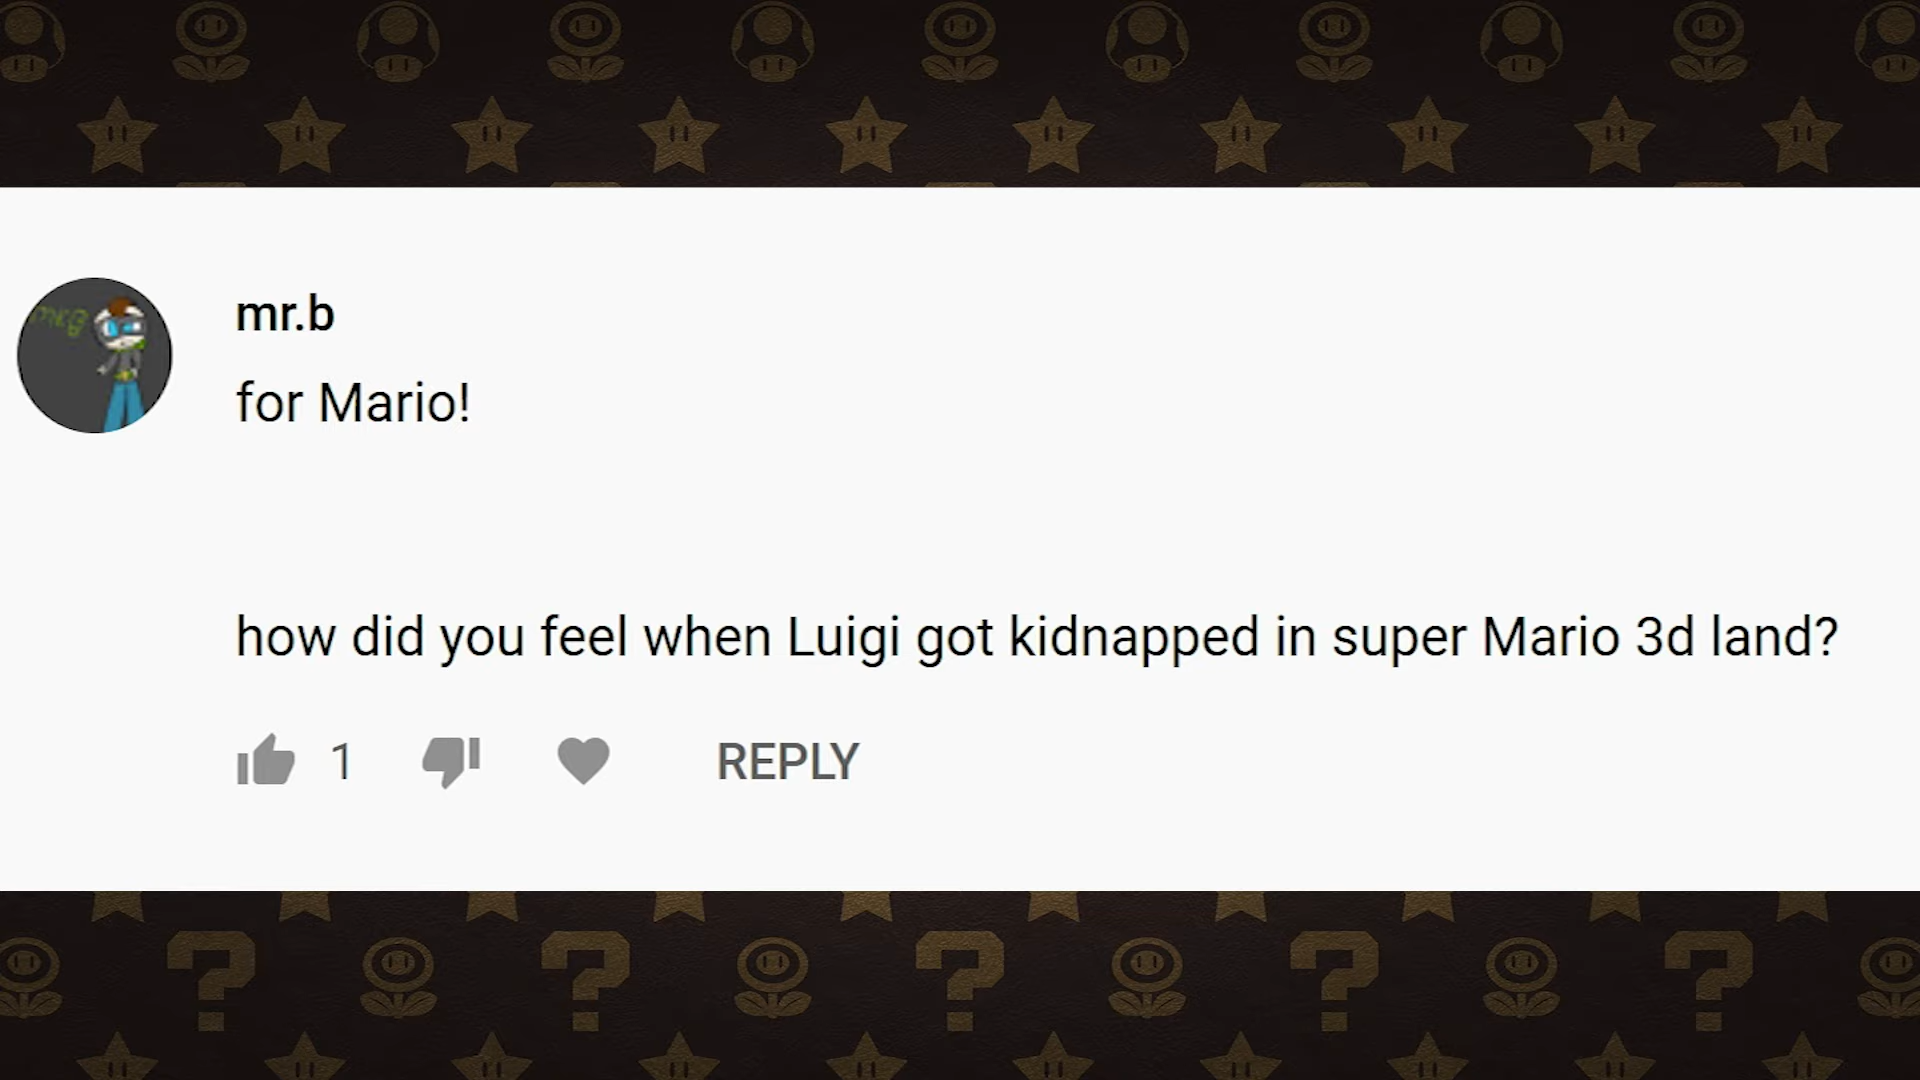 mr.b
for Mario!
how did you feel when Luigi got kidnapped in super Mario 3d land?
1 REPLY